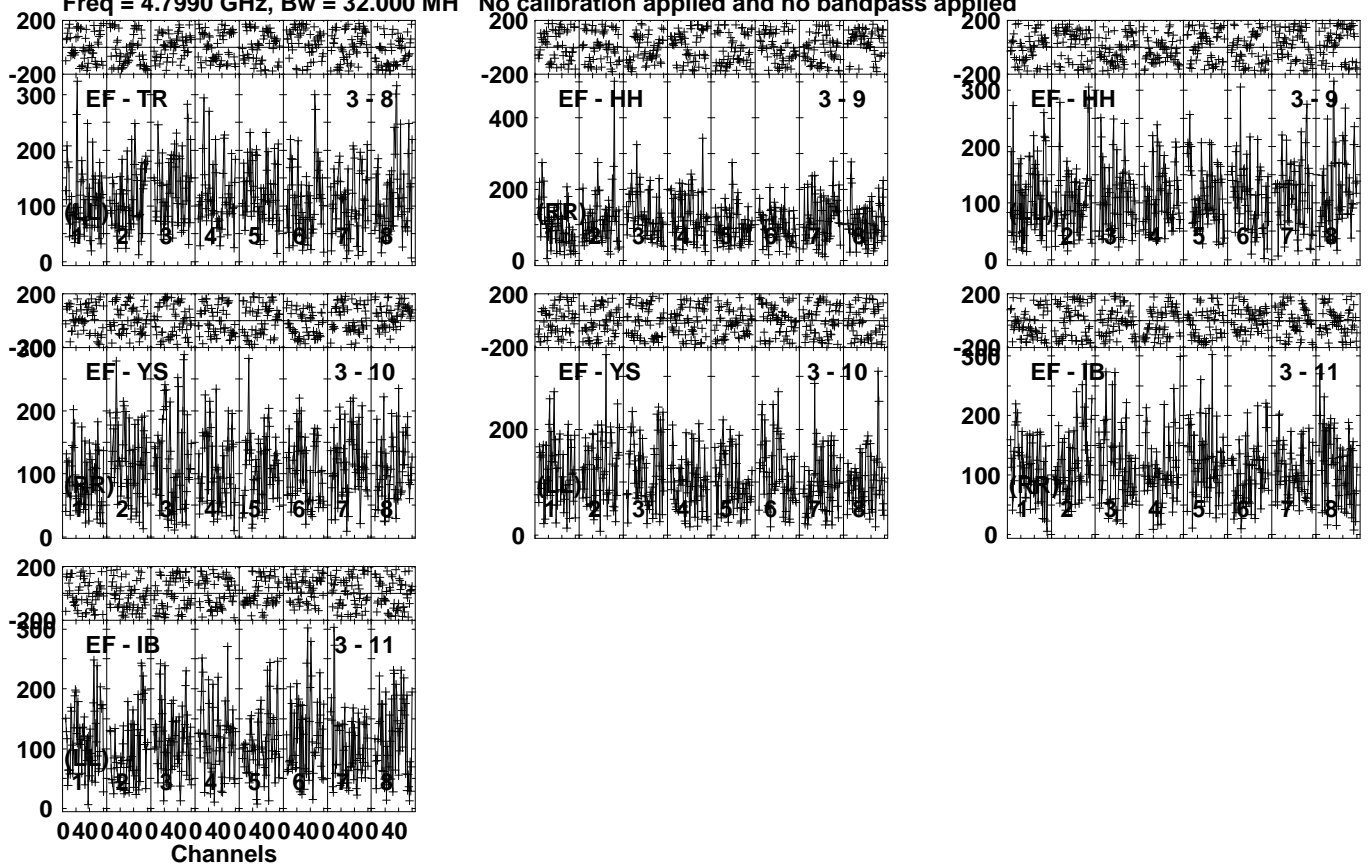 Freq = 4.7990 GHz, Bw = 32.000 MH No calibration applied and no bandpass applied
200 200 200
-200 -200 -200
300 EF - TR 3 - 8
400 EF - HH 3 - 9
300 EF - HH 3 - 9
200 200 200
100 100
(LL) (RR) (LL)
1 2 3 4 5 6 7 8
1 2 3 4 5 6 7 8
1 2 3 4 5 6 7 8
0 0 0
200 200 200
-200 -200 -200
300 EF - YS 3 - 10
EF - YS 3 - 10
300 EF - IB 3 - 11
200 200 200
100 100
(RR) (LL) (RR)
1 2 3 4 5 6 7 8
1 2 3 4 5 6 7 8
1 2 3 4 5 6 7 8
0 0 0
200
-200
300 EF - IB 3 - 11
200
100
(LL)
1 2 3 4 5 6 7 8
0
0 40 0 40 0 40 0 40 0 40 0 40 0 40 0 40
Channels